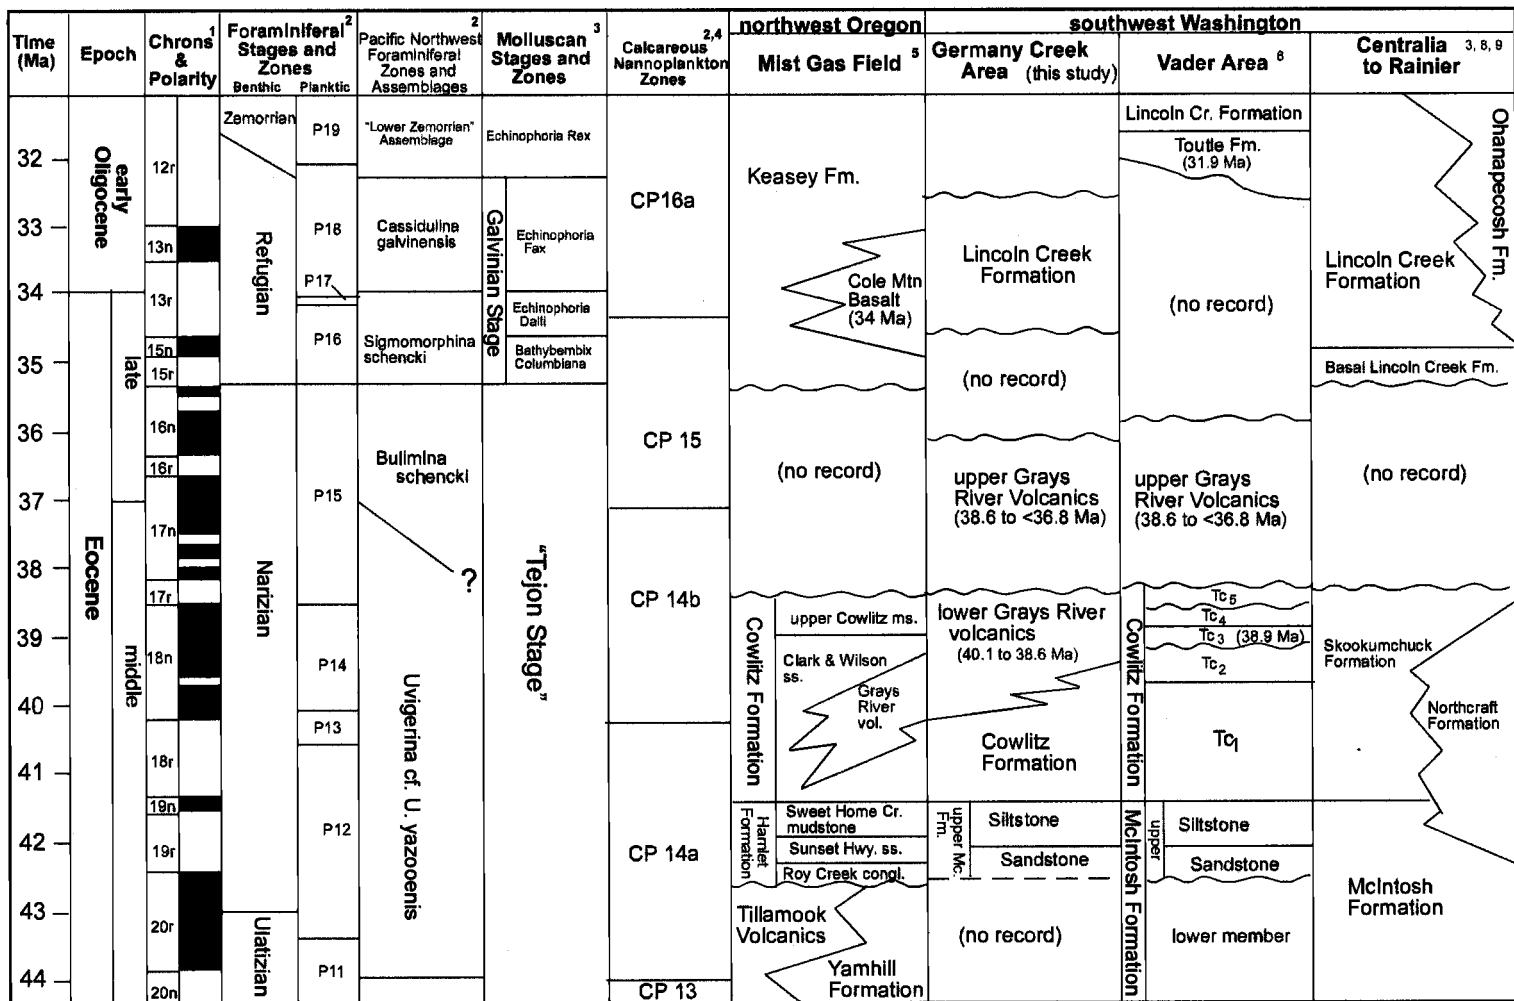 northwest Oregon
southwest Washington
Time
(Ma)
Epoch
Chrons 1
&
Polarity
Foraminiferal 2
Stages and
Zones
Benthic Planktic
2
Pacific Northwest
Foraminiferal
Zones and
Assemblages
Molluscan 3
Stages and
Zones
2,4
Calcareous
Nannoplankton
Zones
Mist Gas Field 5
Germany Creek
Area (this study)
Vader Area 6
Centralia 3, 8, 9
to Rainier
32
33
34
35
36
37
38
39
40
41
42
43
44
early
Oligocene
Eocene
late
middle
12r
13n
13r
15n
15r
16n
16r
17n
17r
18n
18r
19n
19r
20r
20n
Zemorrian
Refugian
Narizian
Ulatizian
P19
P18
P17
P16
P15
P14
P13
P12
P11
"Lower Zemorrian"
Assemblage
Cassidulina
galvinensis
Sigmomorphina
schencki
Bulimina
schencki
?
Uvigerina cf. U. yazooenis
Echinophoria Rex
Galvinian Stage
Echinophoria
Fax
Echinophoria
Dalli
Bathybembix
Columbiana
"Tejon Stage"
CP16a
CP 15
CP 14b
CP 14a
CP 13
Keasey Fm.
Cole Mtn
Basalt
(34 Ma)
(no record)
Cowlitz Formation
upper Cowlitz ms.
Clark & Wilson
ss.
Grays
River
vol.
Hamlet
Formation
Sweet Home Cr.
mudstone
Sunset Hwy. ss.
Roy Creek congl.
Tillamook
Volcanics
Yamhill
Formation
Lincoln Creek
Formation
(no record)
upper Grays
River Volcanics
(38.6 to <36.8 Ma)
lower Grays River
volcanics
(40.1 to 38.6 Ma)
Cowlitz
Formation
upper Mc.
Fm.
Siltstone
Sandstone
(no record)
Lincoln Cr. Formation
Toutle Fm.
(31.9 Ma)
(no record)
upper Grays
River Volcanics
(38.6 to <36.8 Ma)
Cowlitz Formation
Tc5
Tc4
Tc3 (38.9 Ma)
Tc2
Tc1
McIntosh Formation
upper
Siltstone
Sandstone
lower member
Ohanapecosh Fm.
Lincoln Creek
Formation
Basal Lincoln Creek Fm.
(no record)
Skookumchuck
Formation
Northcraft
Formation
McIntosh
Formation